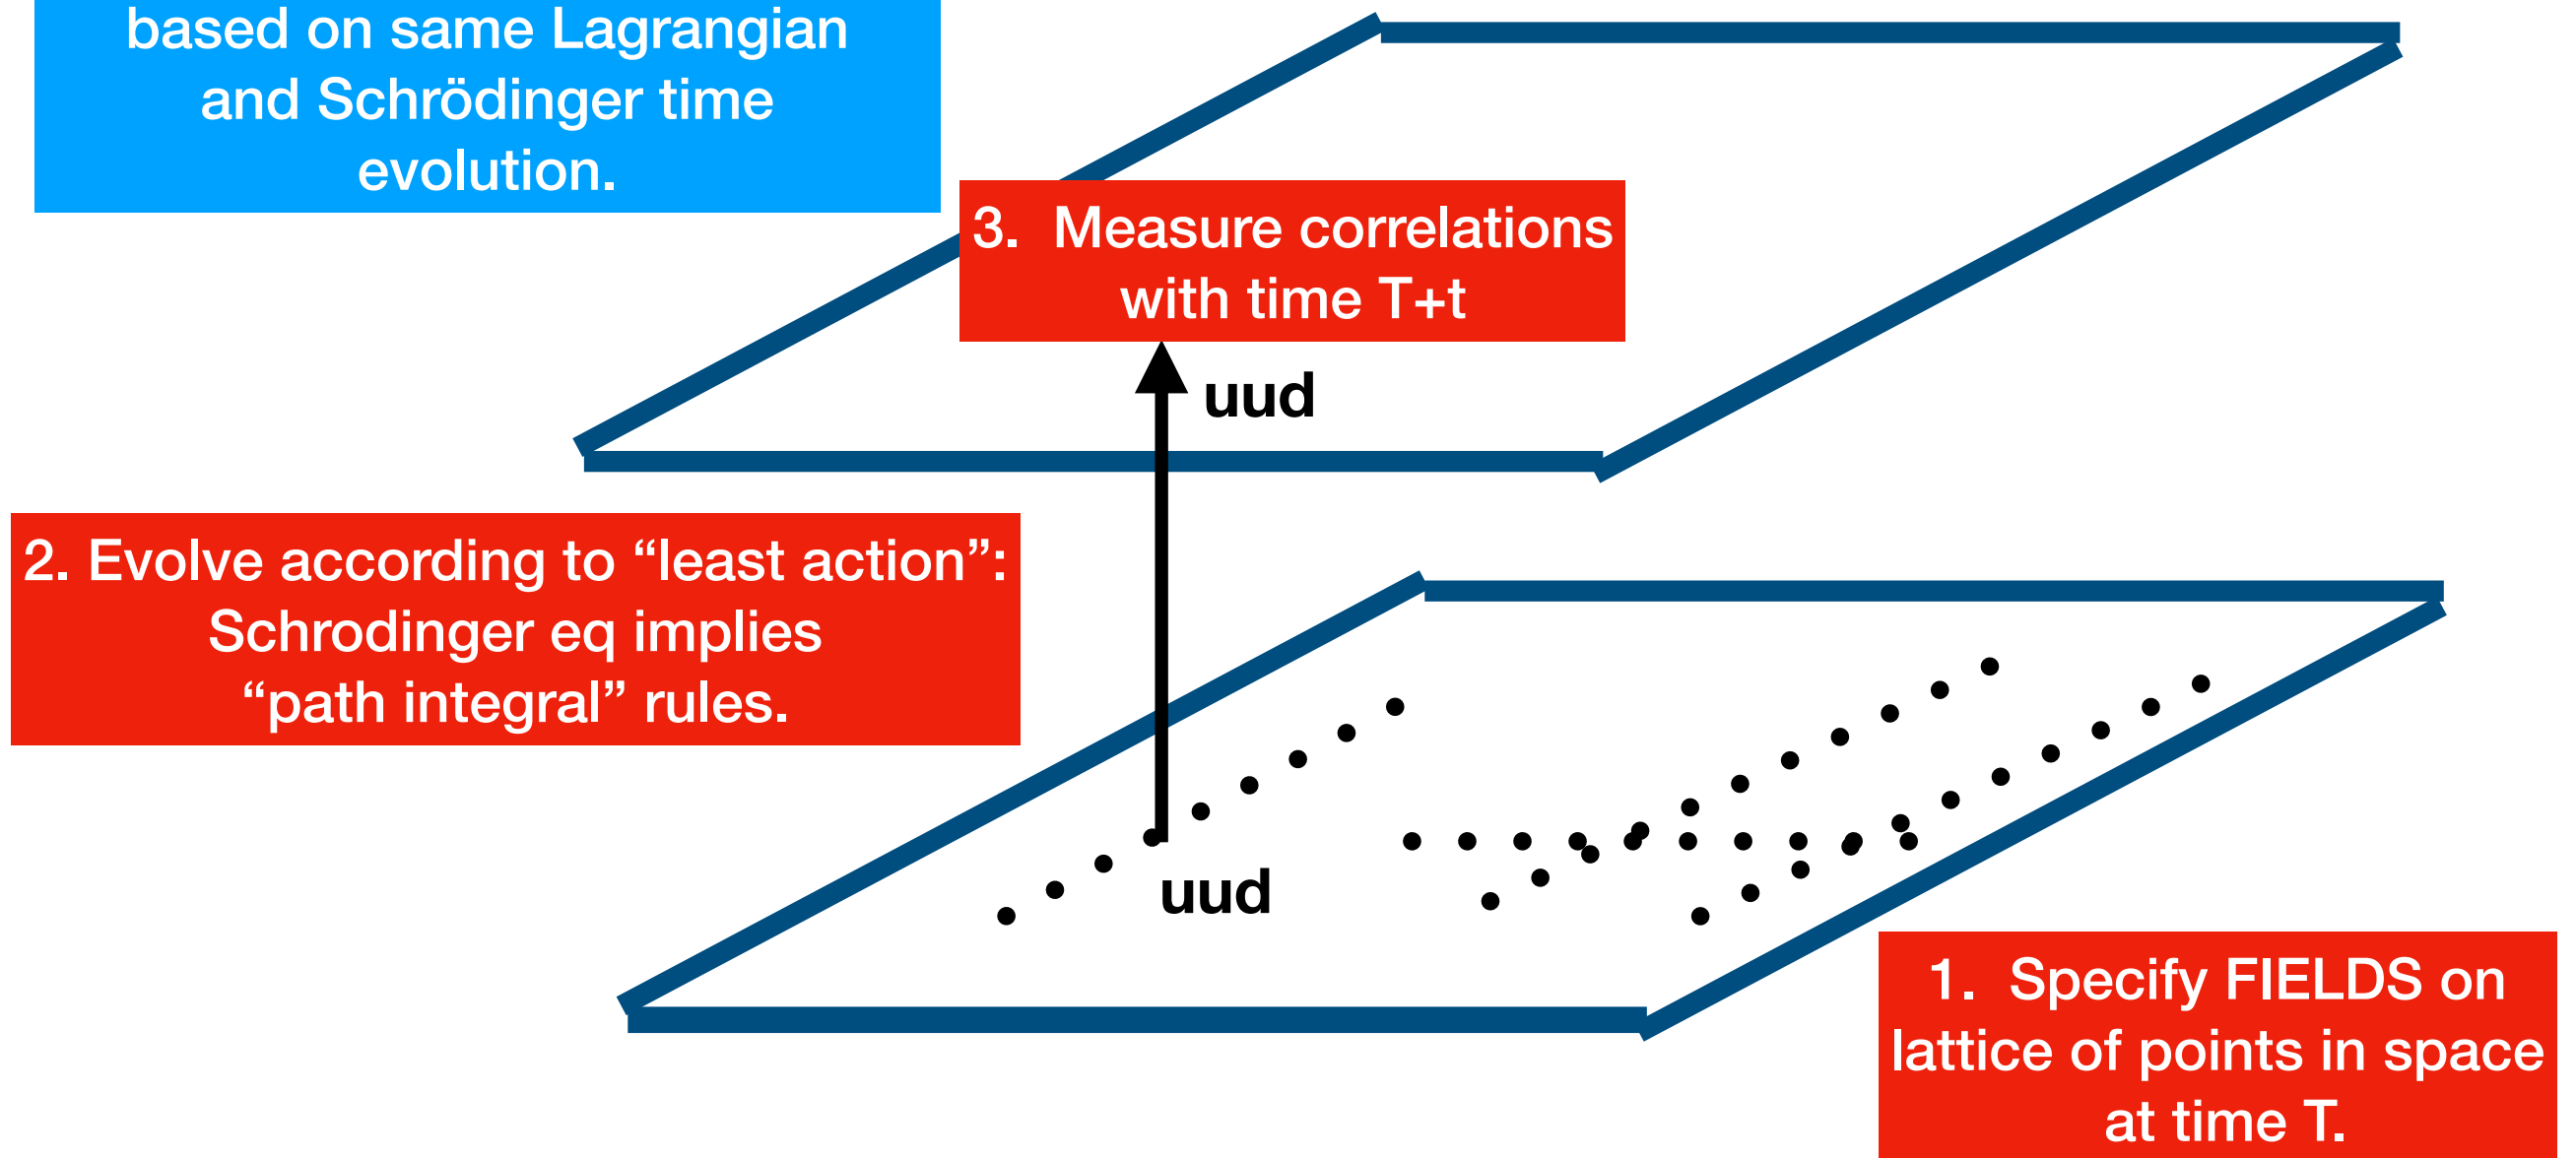 based on same Lagrangian
and Schrödinger time
evolution.
3. Measure correlations
with time T+t
uud
2. Evolve according to “least action”:
Schrodinger eq implies
“path integral” rules.
uud
1. Specify FIELDS on
lattice of points in space
at time T.